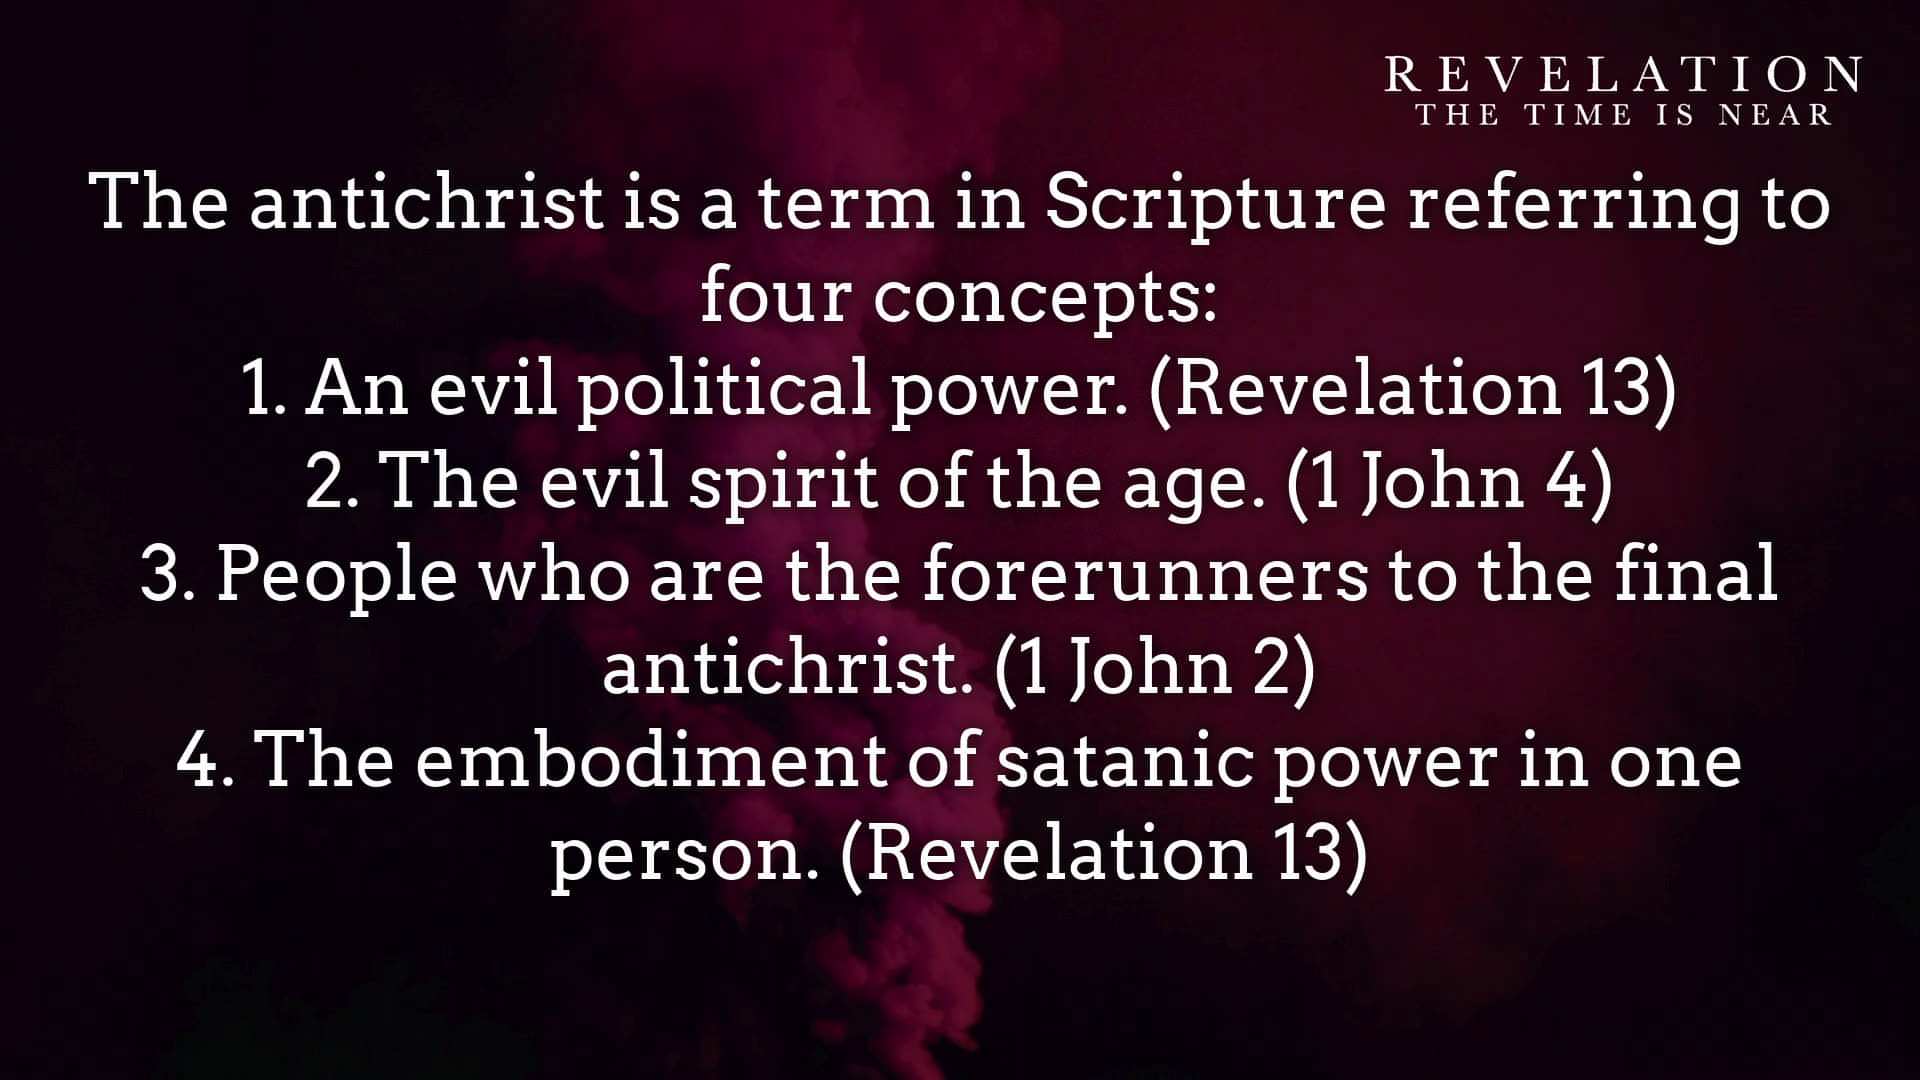 REVELATION
THE TIME IS NEAR
The antichrist is a term in Scripture referring to
four concepts:
1. An evil political power. (Revelation 13)
2. The evil spirit of the age. (1 John 4)
3. People who are the forerunners to the final
antichrist. (1 John 2)
4. The embodiment of satanic power in one
person. (Revelation 13)